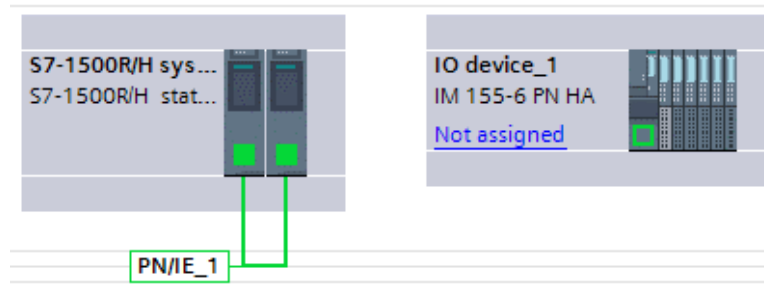 S7-1500R/H sys...
S7-1500R/H stat...
IO device_1
IM 155-6 PN HA
Not assigned
PN/IE_1